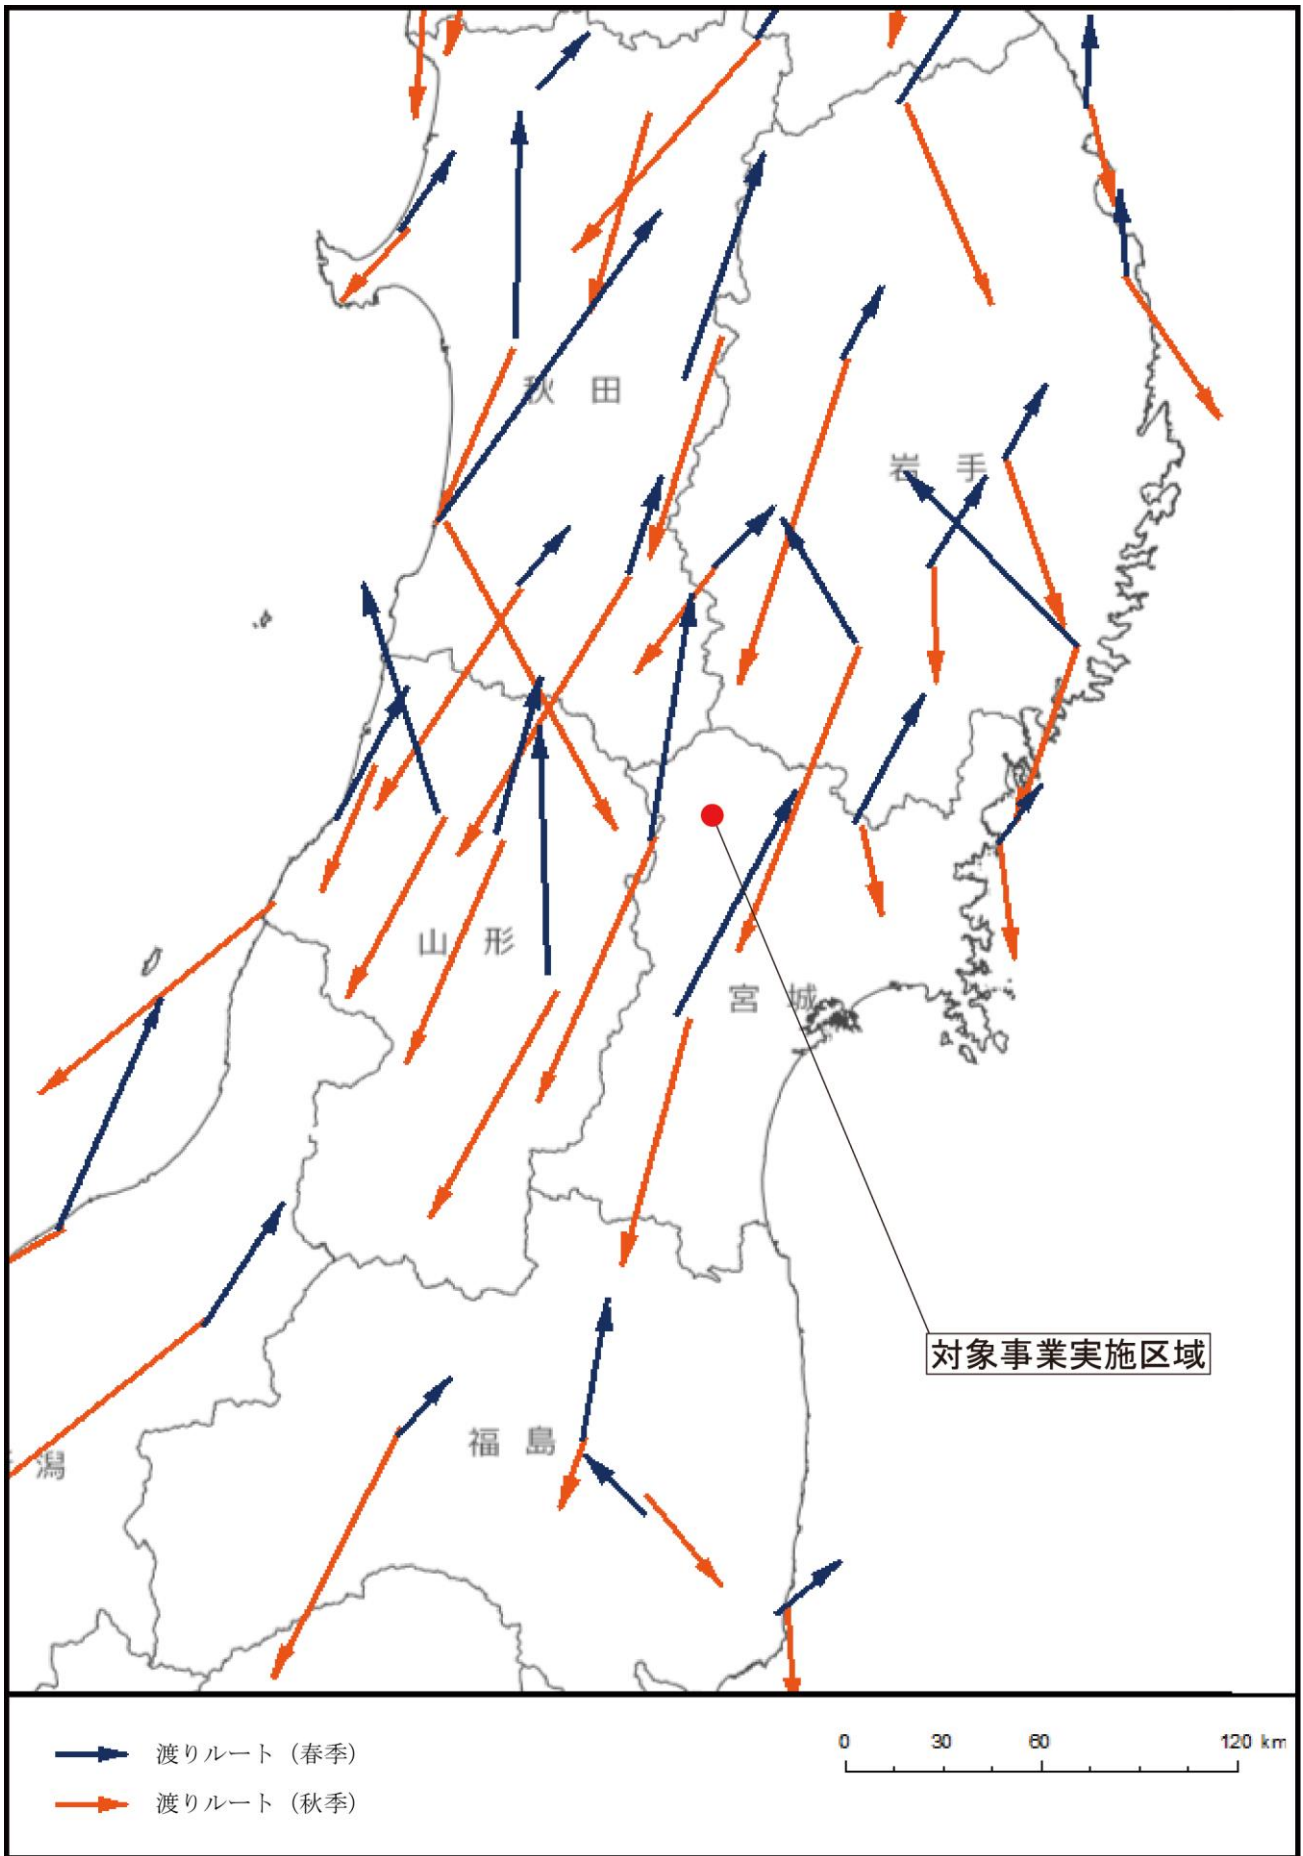 秋 田
岩 手
山 形
宮 城
対象事業実施区域
福 島
潟
渡りルート（春季）
渡りルート（秋季）
0 30 60 120 km